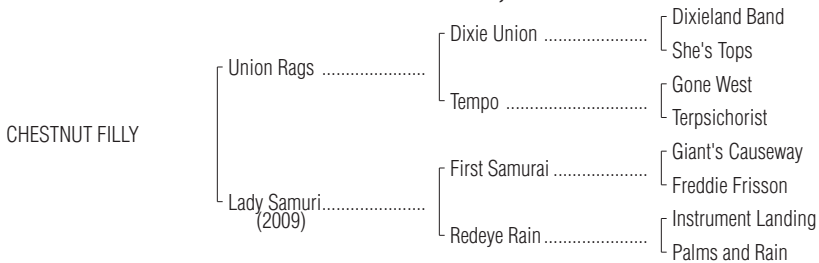 Dixieland Band
Dixie Union ........................
She's Tops
Union Rags ......................
Gone West
Tempo ................................
Terpsichorist
CHESTNUT FILLY
Giant's Causeway
First Samurai .....................
Freddie Frisson
Lady Samuri......................
(2009)
Instrument Landing
Redeye Rain ........................
Palms and Rain